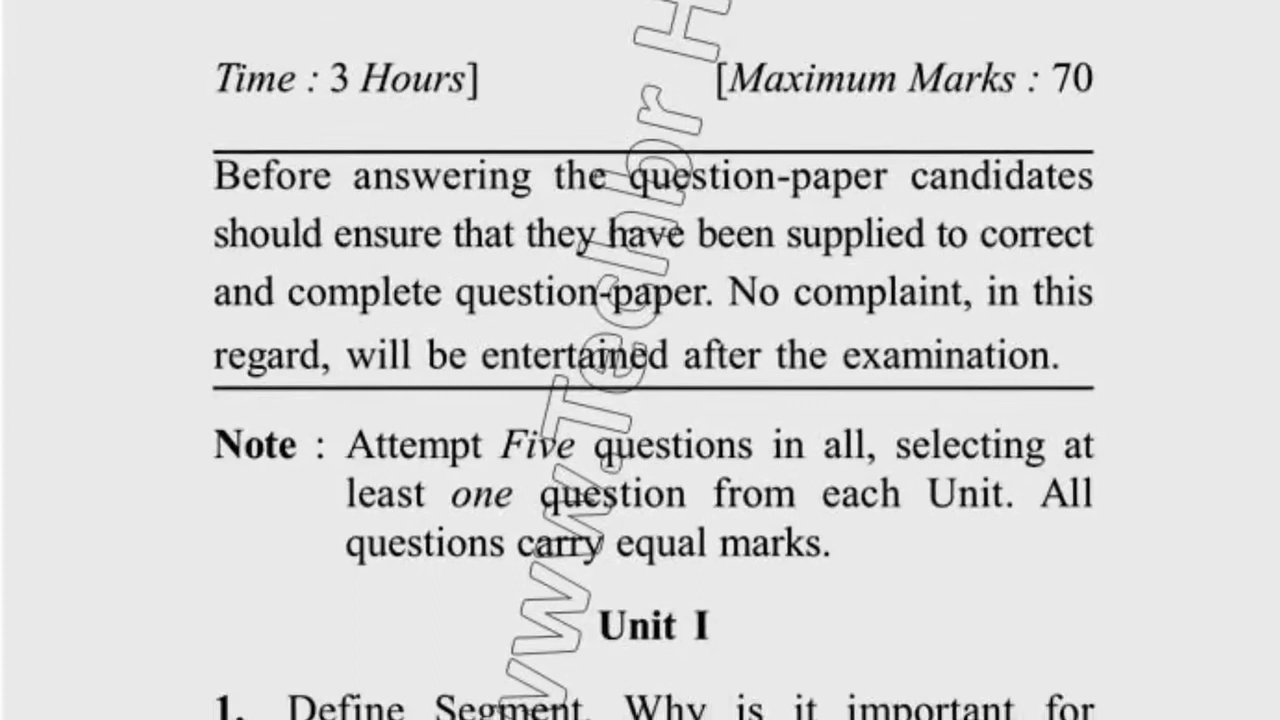 Time : 3 Hours] [Maximum Marks : 70
Before answering the question-paper candidates
should ensure that they have been supplied to correct
and complete question-paper. No complaint, in this
regard, will be entertained after the examination.
Note : Attempt Five questions in all, selecting at
least one question from each Unit. All
questions carry equal marks.
Unit I
1. Define Segment. Why is it important for
www.Techbr H